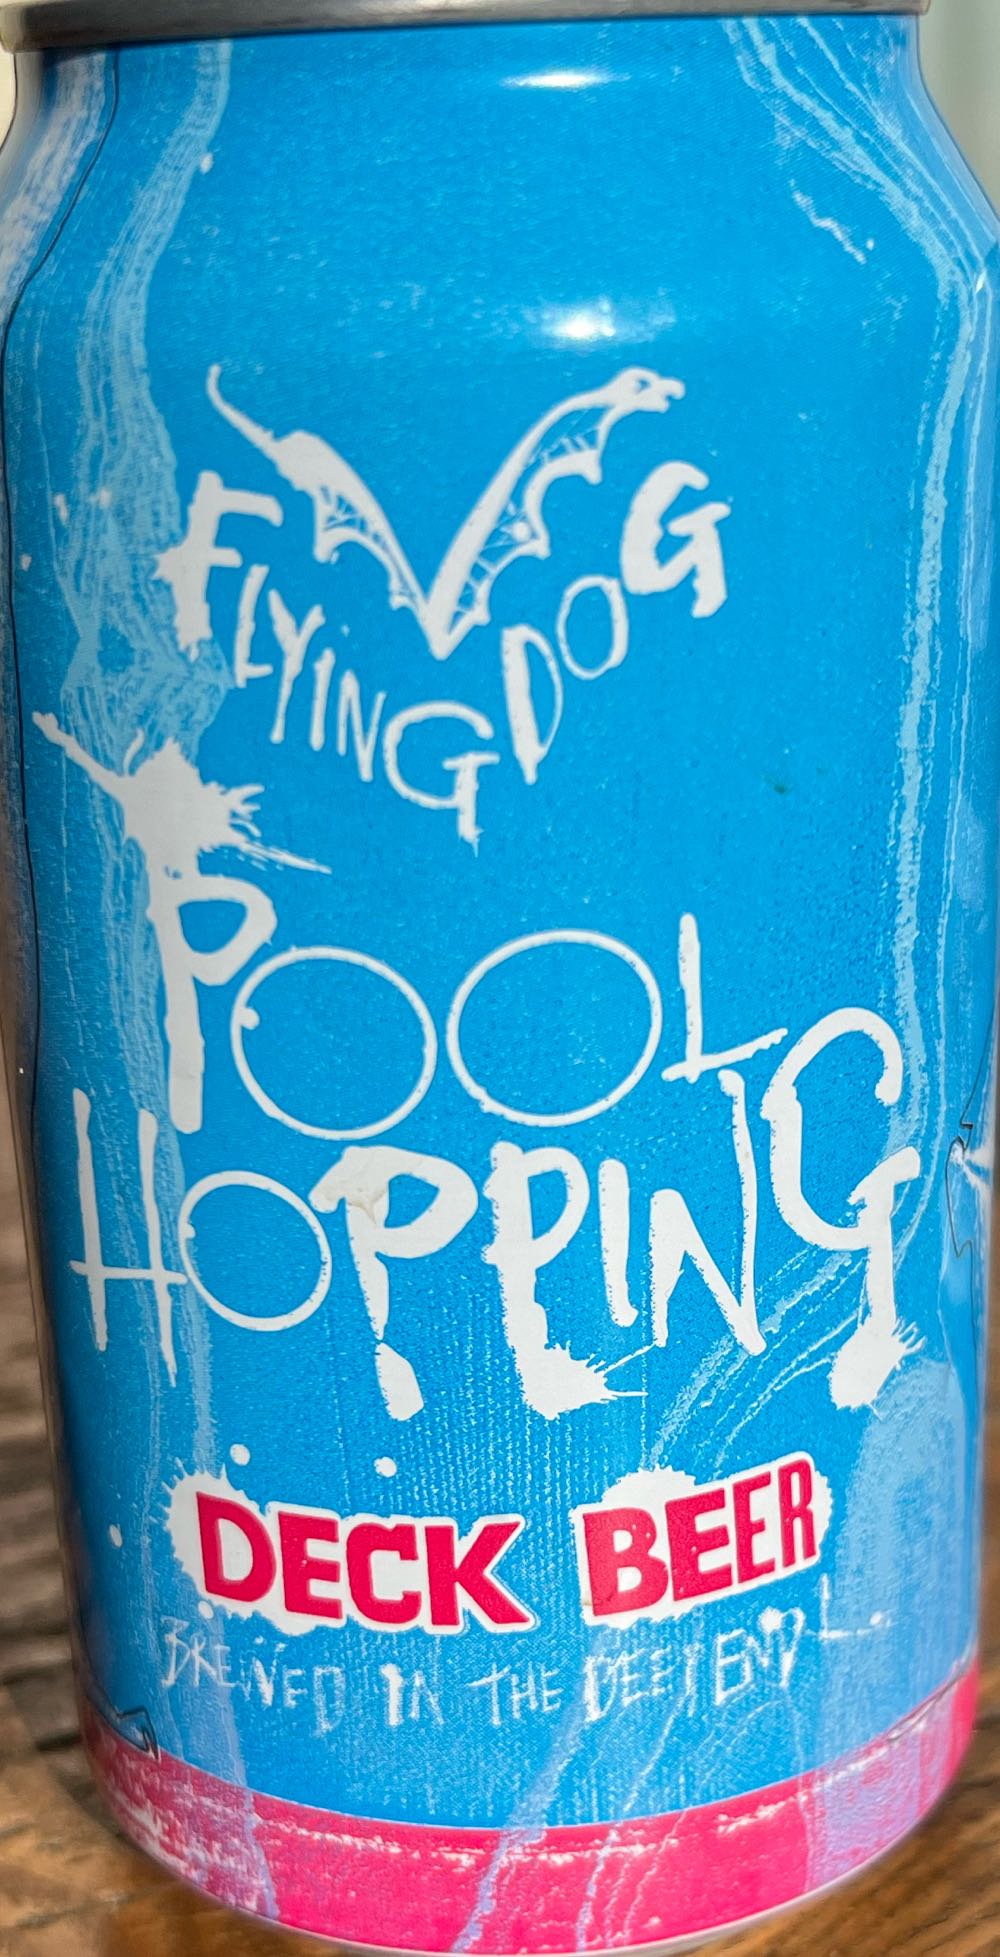 FLYING DOG
POOL
HOPPING
DECK BEER
BREWED IN THE DEEP END